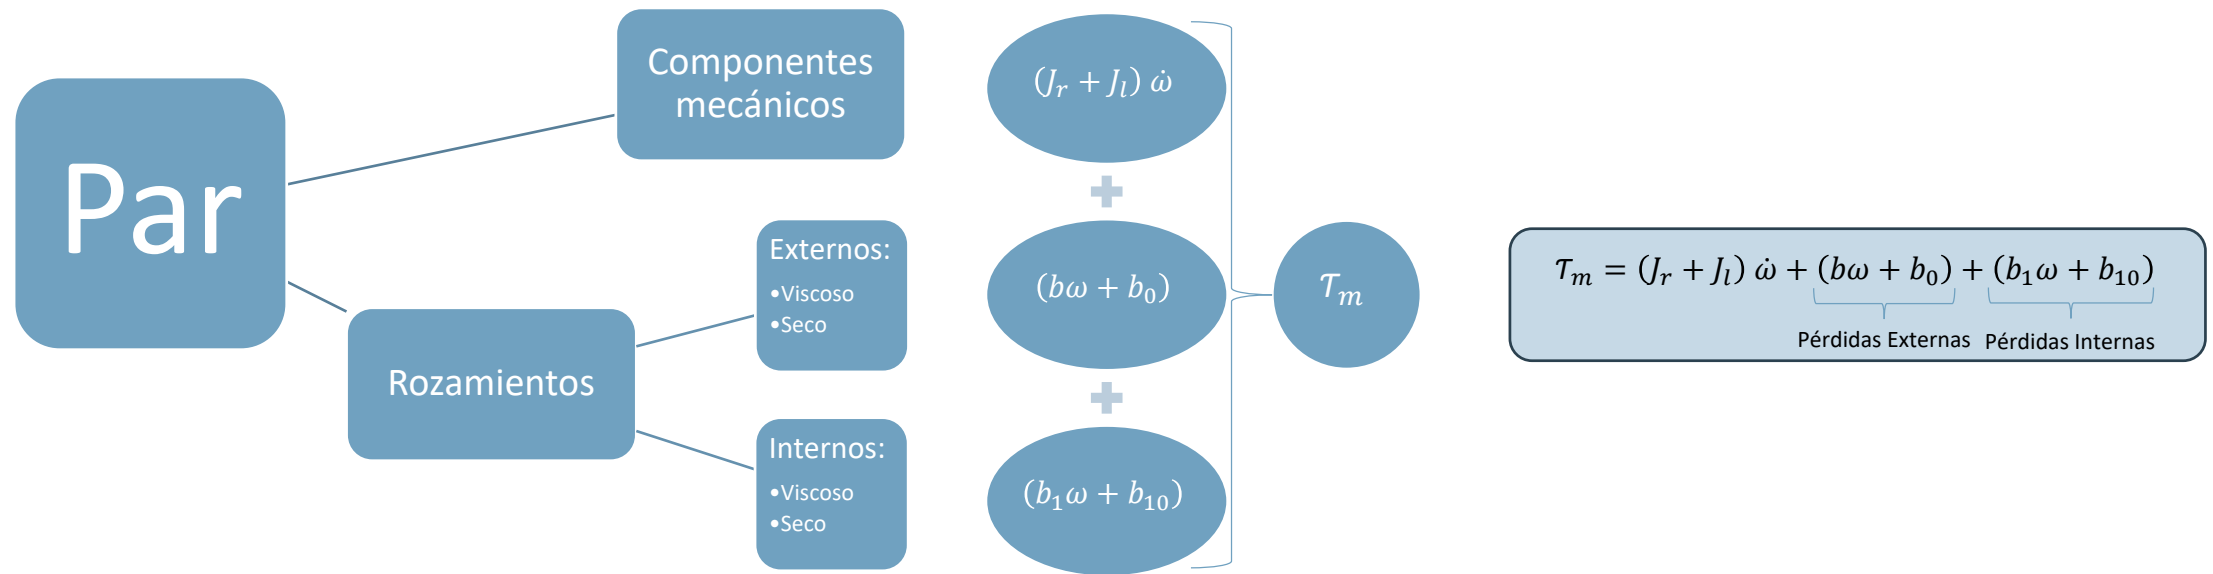 Par
Componentes
mecánicos
Rozamientos
Externos:
•Viscoso
•Seco
Internos:
•Viscoso
•Seco
(J_r + J_l) ω̇
+
(bω + b_0)
+
(b_1ω + b_10)
𝒯_m
𝒯_m = (J_r + J_l) ω̇ + (bω + b_0) + (b_1ω + b_10)
Pérdidas Externas Pérdidas Internas